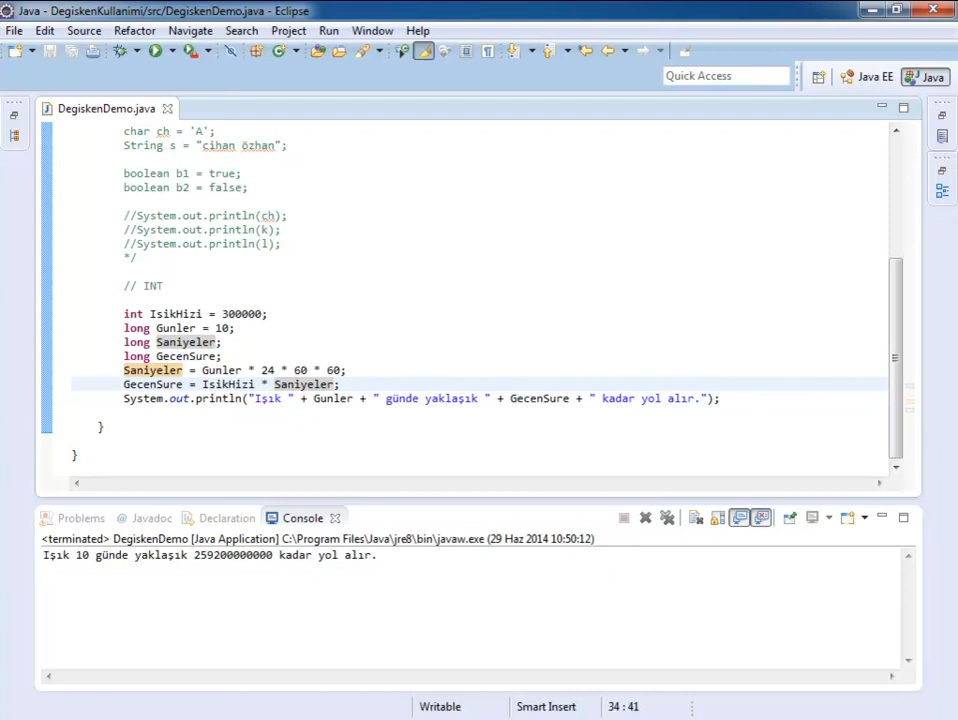 Java - DegiskenKullanimi/src/DegiskenDemo.java - Eclipse
File Edit Source Refactor Navigate Search Project Run Window Help
Quick Access
Java EE
Java
DegiskenDemo.java
char ch = 'A';
String s = "cihan özhan";
boolean b1 = true;
boolean b2 = false;
//System.out.println(ch);
//System.out.println(k);
//System.out.println(l);
*/
// INT
int IsikHizi = 300000;
long Gunler = 10;
long Saniyeler;
long GecenSure;
Saniyeler = Gunler * 24 * 60 * 60;
GecenSure = IsikHizi * Saniyeler;
System.out.println("Işık " + Gunler + " günde yaklaşık " + GecenSure + " kadar yol alır.");
}
}
Problems @ Javadoc Declaration Console
<terminated> DegiskenDemo [Java Application] C:\Program Files\Java\jre8\bin\javaw.exe (29 Haz 2014 10:50:12)
Işık 10 günde yaklaşık 259200000000 kadar yol alır.
Writable Smart Insert 34 : 41